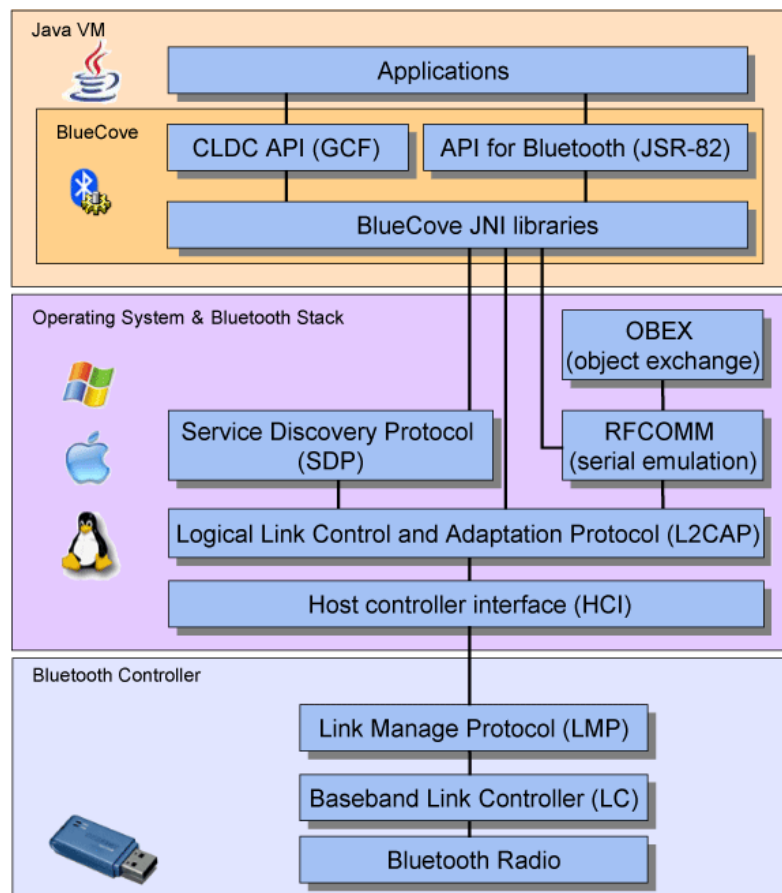 Java VM
Applications
BlueCove
CLDC API (GCF)
API for Bluetooth (JSR-82)
BlueCove JNI libraries
Operating System & Bluetooth Stack
OBEX
(object exchange)
Service Discovery Protocol
(SDP)
RFCOMM
(serial emulation)
Logical Link Control and Adaptation Protocol (L2CAP)
Host controller interface (HCI)
Bluetooth Controller
Link Manage Protocol (LMP)
Baseband Link Controller (LC)
Bluetooth Radio